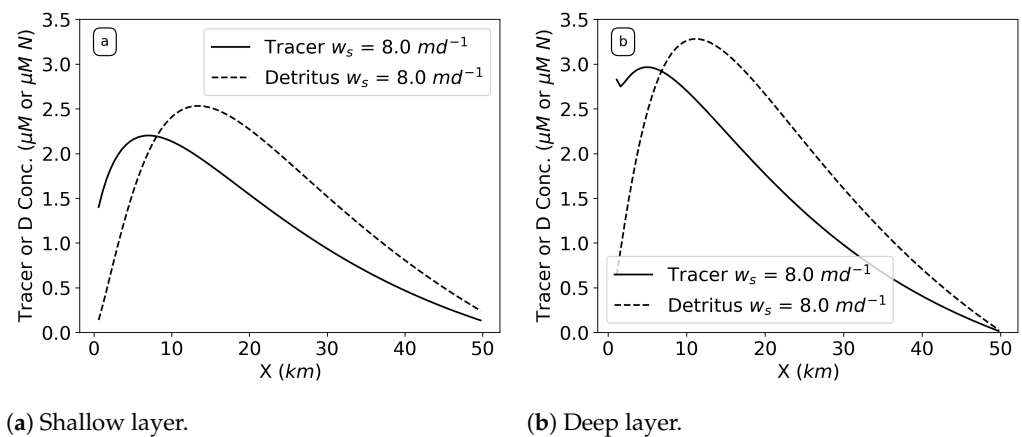 a
Tracer w_s = 8.0 md⁻¹
Detritus w_s = 8.0 md⁻¹
Tracer or D Conc. (μM or μM N)
3.5
3.0
2.5
2.0
1.5
1.0
0.5
0.0
0 10 20 30 40 50
X (km)
b
Tracer w_s = 8.0 md⁻¹
Detritus w_s = 8.0 md⁻¹
Tracer or D Conc. (μM or μM N)
3.5
3.0
2.5
2.0
1.5
1.0
0.5
0.0
0 10 20 30 40 50
X (km)
(a) Shallow layer.
(b) Deep layer.